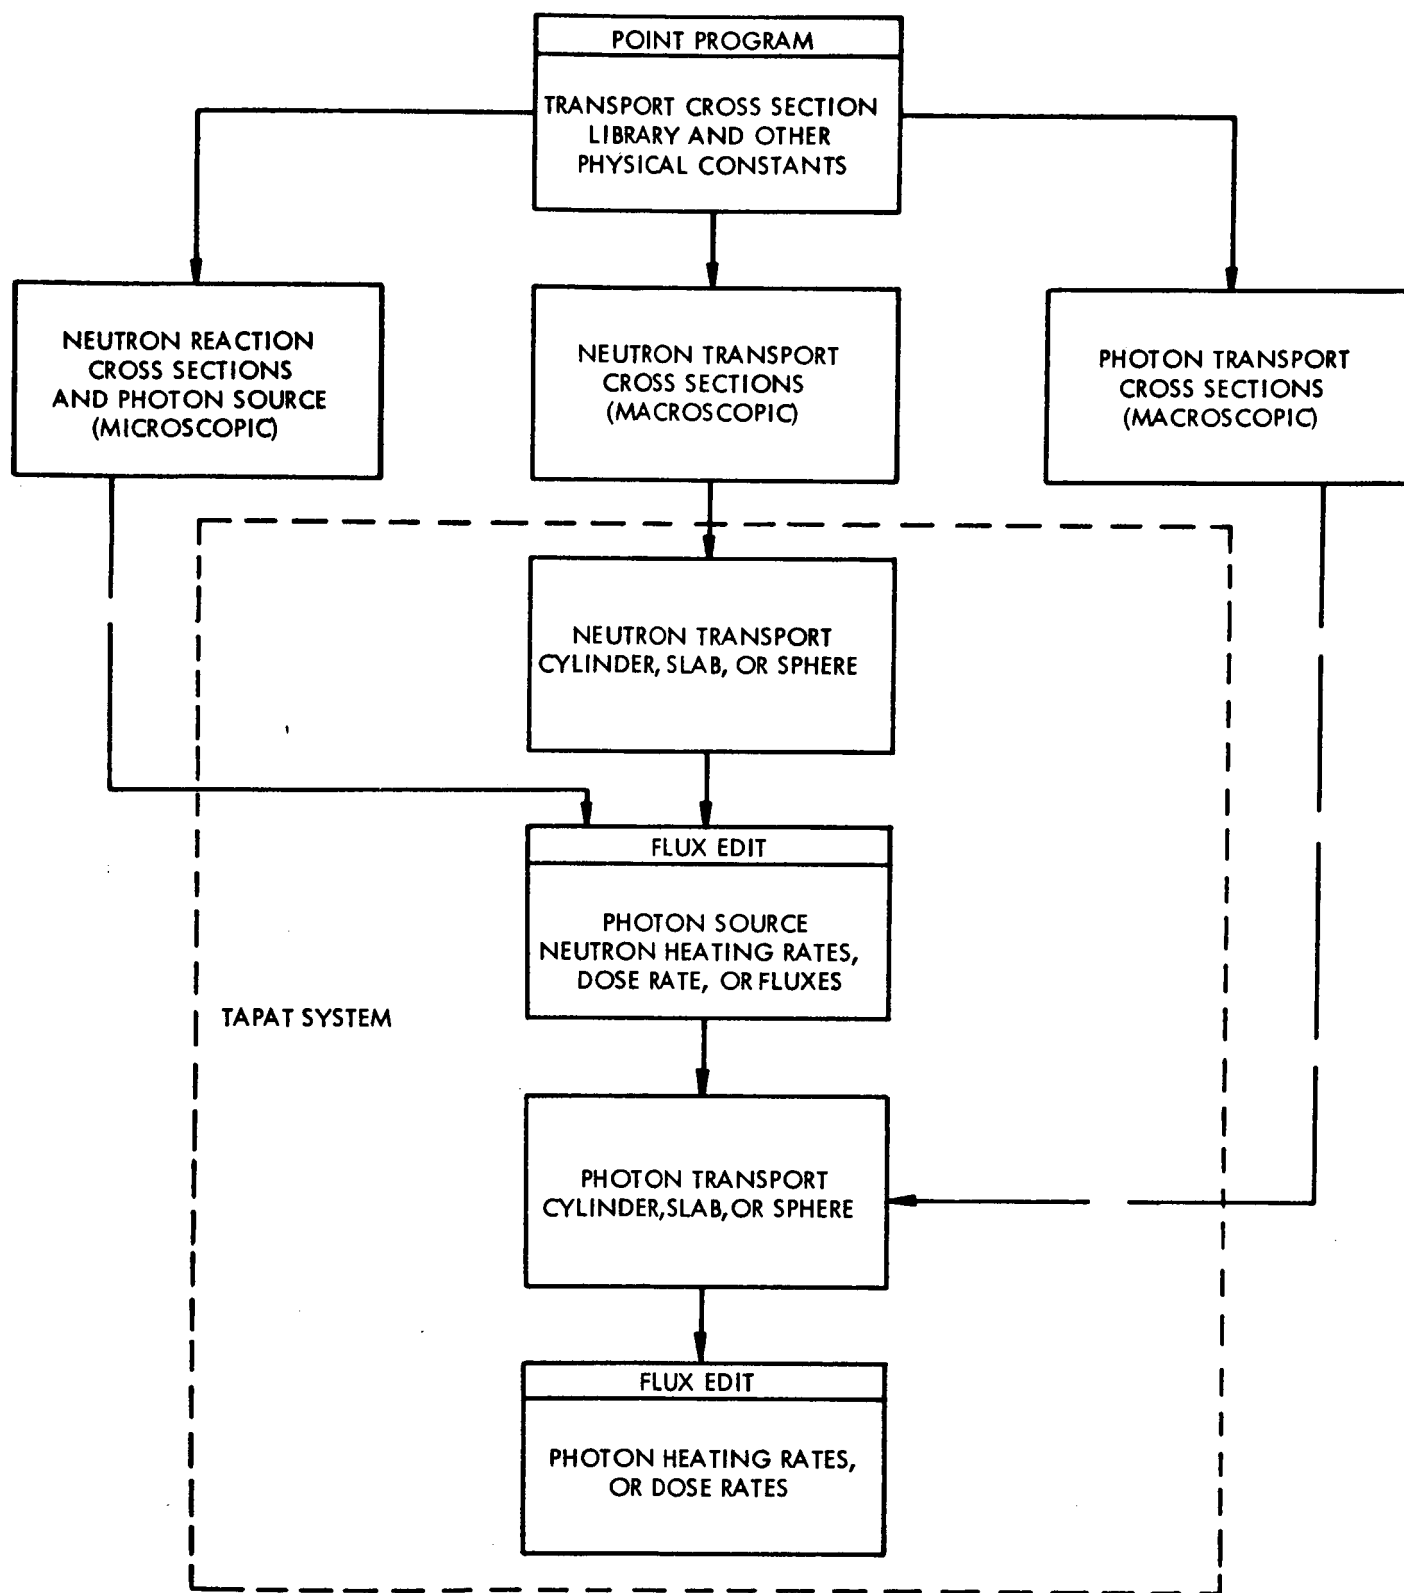 POINT PROGRAM
TRANSPORT CROSS SECTION
LIBRARY AND OTHER
PHYSICAL CONSTANTS
NEUTRON REACTION
CROSS SECTIONS
AND PHOTON SOURCE
(MICROSCOPIC)
NEUTRON TRANSPORT
CROSS SECTIONS
(MACROSCOPIC)
PHOTON TRANSPORT
CROSS SECTIONS
(MACROSCOPIC)
NEUTRON TRANSPORT
CYLINDER, SLAB, OR SPHERE
FLUX EDIT
PHOTON SOURCE
NEUTRON HEATING RATES,
DOSE RATE, OR FLUXES
TAPAT SYSTEM
PHOTON TRANSPORT
CYLINDER, SLAB, OR SPHERE
FLUX EDIT
PHOTON HEATING RATES,
OR DOSE RATES